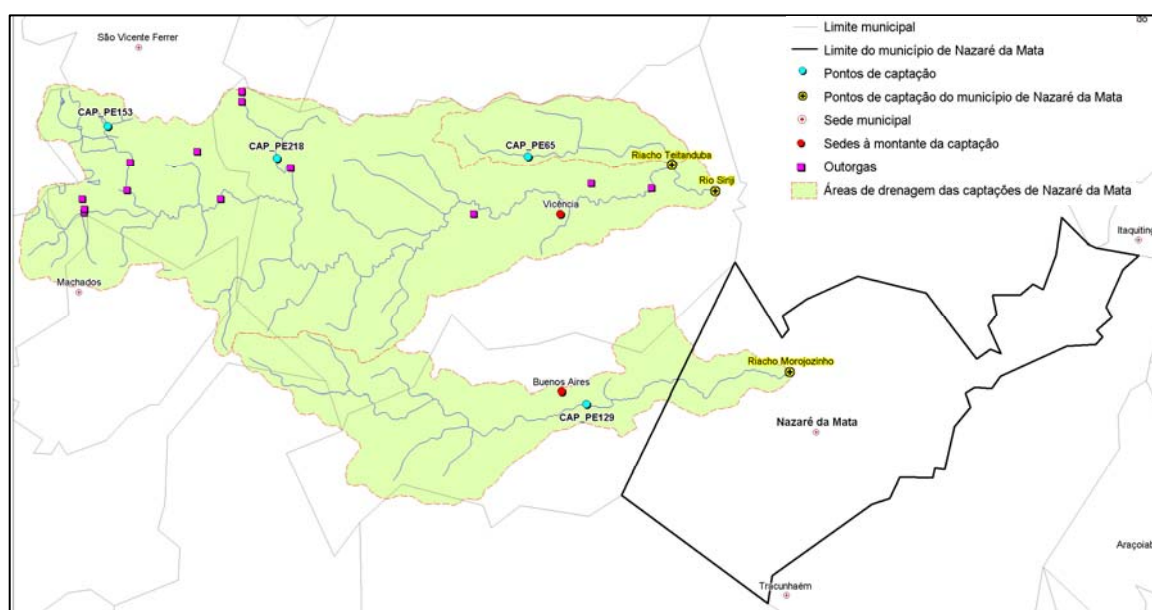 São Vicente Ferrer
do
Limite municipal
Limite do município de Nazaré da Mata
Pontos de captação
Pontos de captação do município de Nazaré da Mata
Sede municipal
Sedes à montante da captação
Outorgas
Áreas de drenagem das captações de Nazaré da Mata
CAP_PE153
CAP_PE218
CAP_PE65
Riacho Teitanduba
Rio Siriji
Vicência
Itaquiting
Machados
Riacho Morojozinho
Buenos Aires
CAP_PE129
Nazaré da Mata
Araçoiab
Tracunhaém